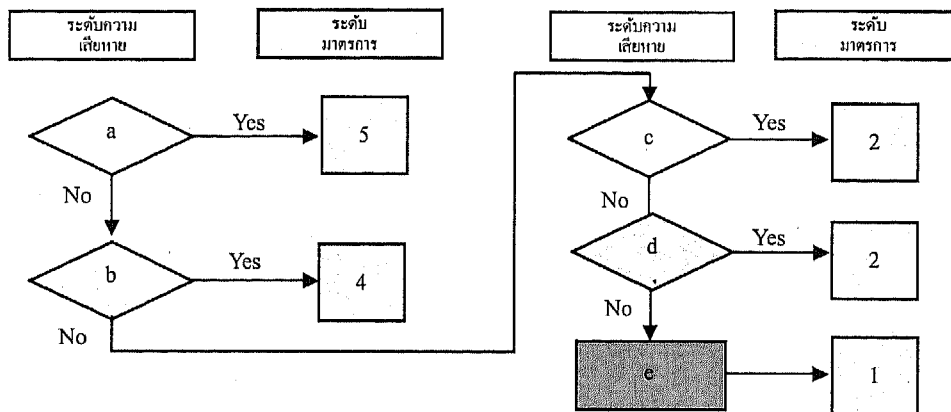 ระดับความ
เสียหาย
ระดับ
มาตรการ
a
Yes
5
No
b
Yes
4
No
ระดับความ
เสียหาย
ระดับ
มาตรการ
c
Yes
2
No
d
Yes
2
No
e
1